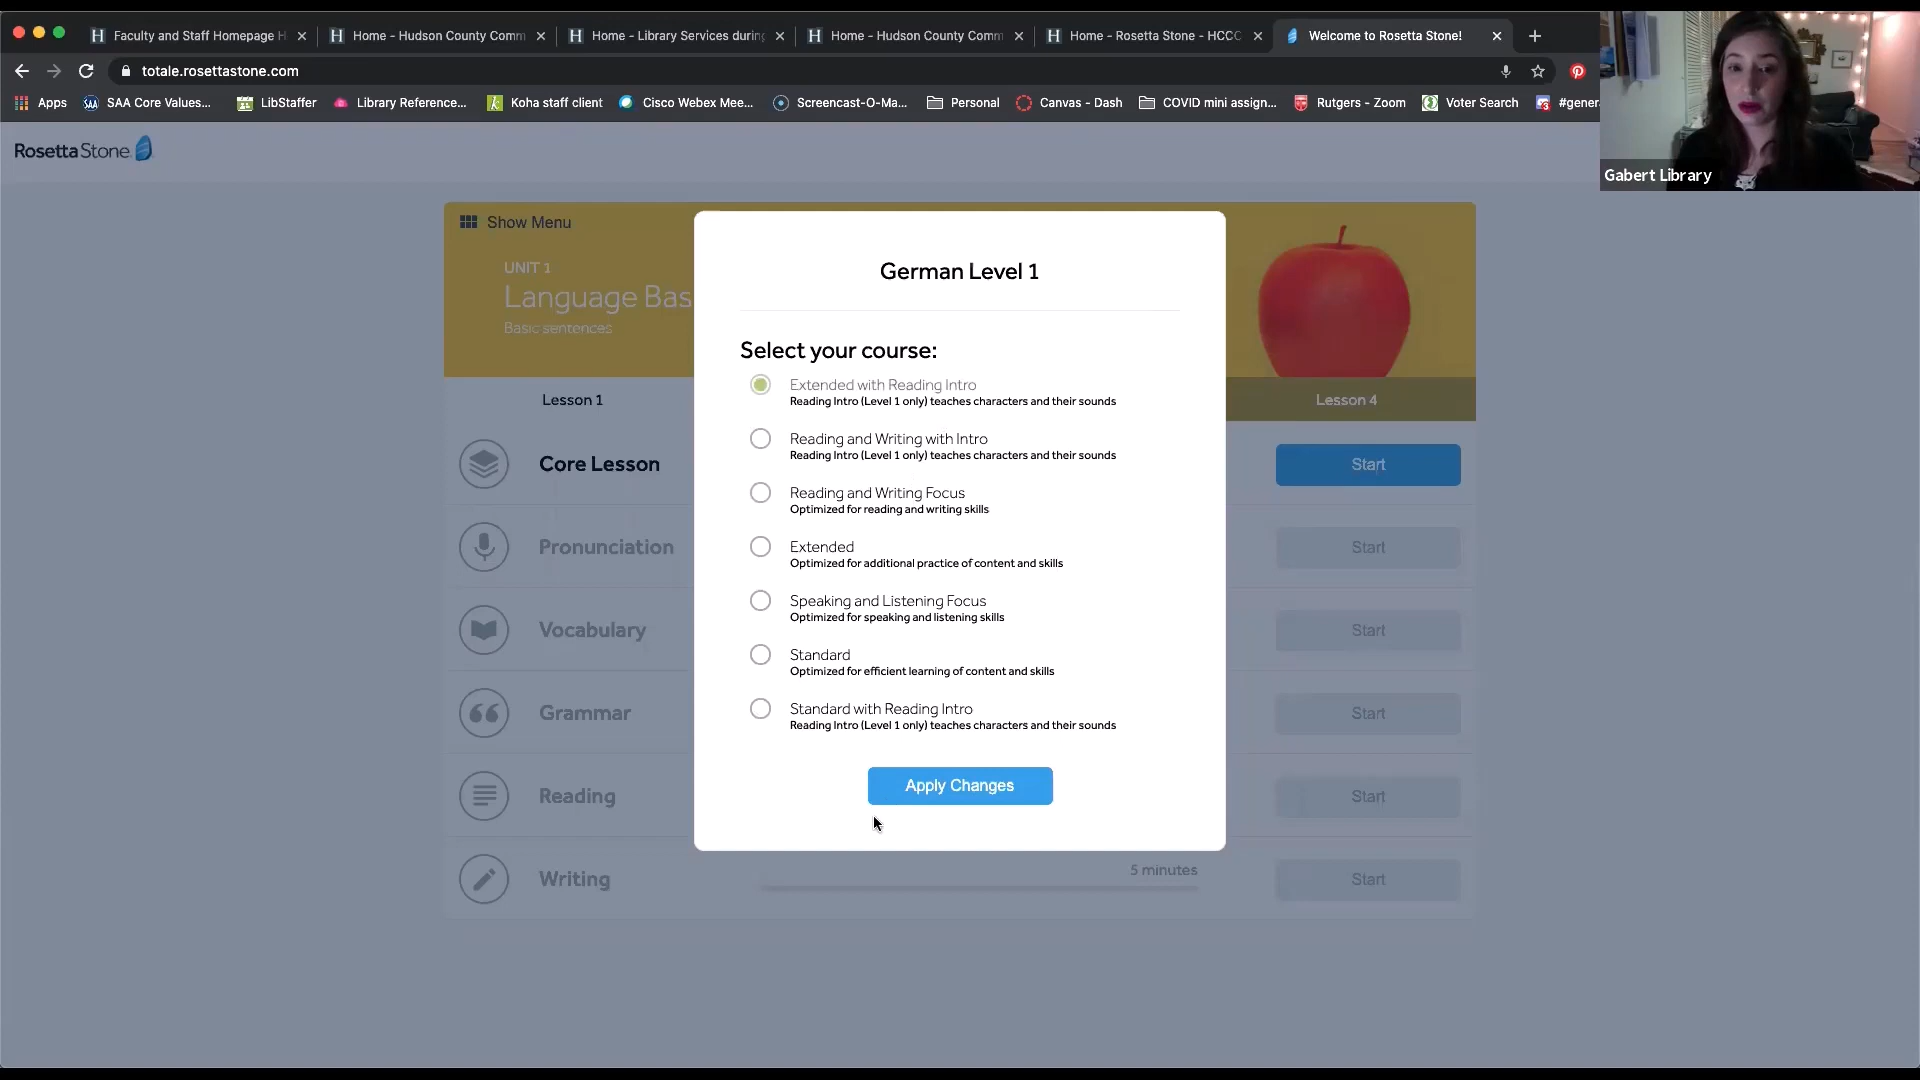 Faculty and Staff Homepage H
Home - Hudson County Comm
Home - Library Services during
Home - Hudson County Comm
Home - Rosetta Stone - HCCC
Welcome to Rosetta Stone!
totale.rosettastone.com
Apps
SAA Core Values...
LibStaffer
Library Reference...
Koha staff client
Cisco Webex Mee...
Screencast-O-Ma...
Personal
Canvas - Dash
COVID mini assign...
Rutgers - Zoom
Voter Search
#gener
Gabert Library
RosettaStone
Show Menu
UNIT 1
Language Bas
Basic sentences
Lesson 1
Lesson 4
Core Lesson
Start
Pronunciation
Start
Vocabulary
Start
Grammar
Start
Reading
Start
Writing
5 minutes
Start
German Level 1
Select your course:
Extended with Reading Intro
Reading Intro (Level 1 only) teaches characters and their sounds
Reading and Writing with Intro
Reading Intro (Level 1 only) teaches characters and their sounds
Reading and Writing Focus
Optimized for reading and writing skills
Extended
Optimized for additional practice of content and skills
Speaking and Listening Focus
Optimized for speaking and listening skills
Standard
Optimized for efficient learning of content and skills
Standard with Reading Intro
Reading Intro (Level 1 only) teaches characters and their sounds
Apply Changes